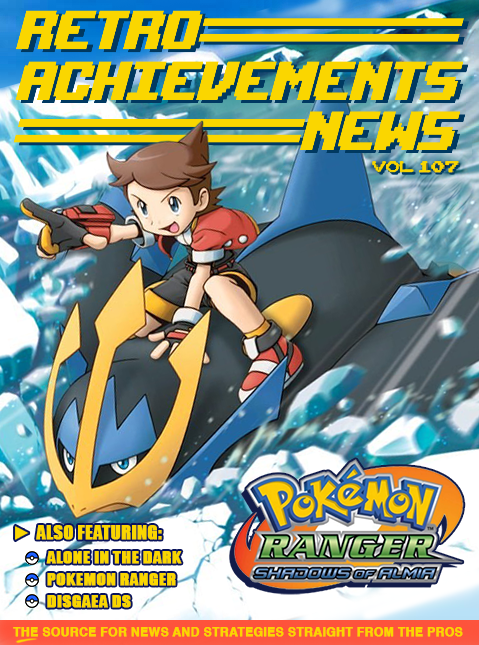 RETRO
ACHIEVEMENTS
NEWS
VOL 107
POKéMON
RANGER
SHADOWS OF ALMIA
ALSO FEATURING:
ALONE IN THE DARK
POKEMON RANGER
DISGAEA DS
THE SOURCE FOR NEWS AND STRATEGIES STRAIGHT FROM THE PROS